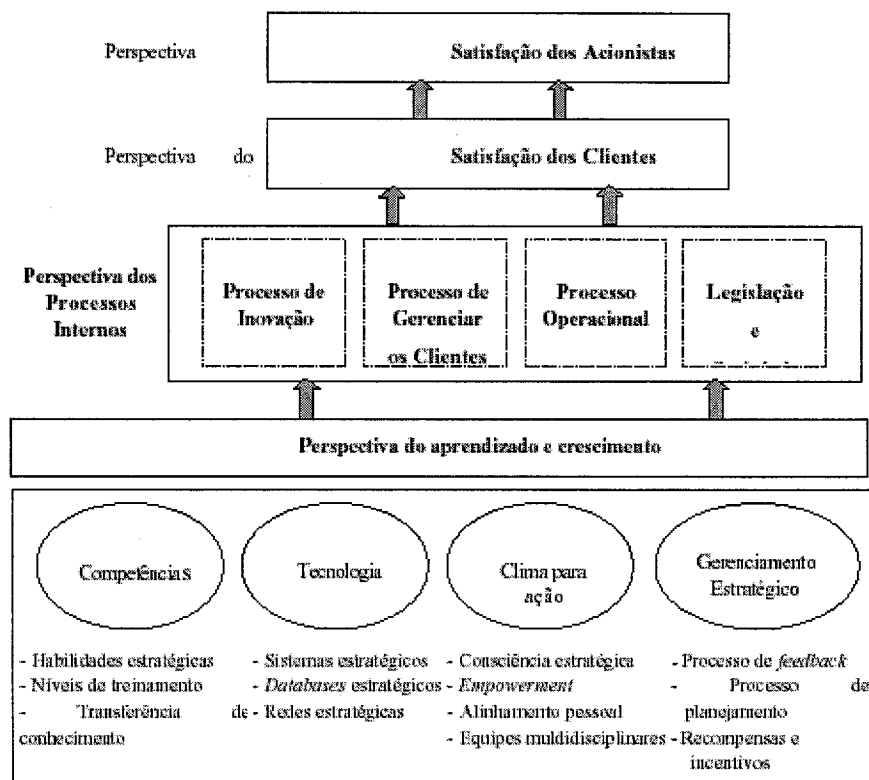 Perspectiva
Satisfação dos Acionistas
Perspectiva do
Satisfação dos Clientes
Perspectiva dos
Processos
Internos
Processo de
Inovação
Processo de
Gerenciar
os Clientes
Processo
Operacional
Legislação
e
Perspectiva do aprendizado e crescimento
Competências
Tecnologia
Clima para
ação
Gerenciamento
Estratégico
- Habilidades estratégicas
- Níveis de treinamento
- Transferência de
conhecimento
- Sistemas estratégicos
- Databases estratégicos
- Redes estratégicas
- Consciência estratégica
- Empowerment
- Alinhamento pessoal
- Equipes muldidisciplinares
- Processo de feedback
- Processo de
planejamento
- Recompensas e
incentivos